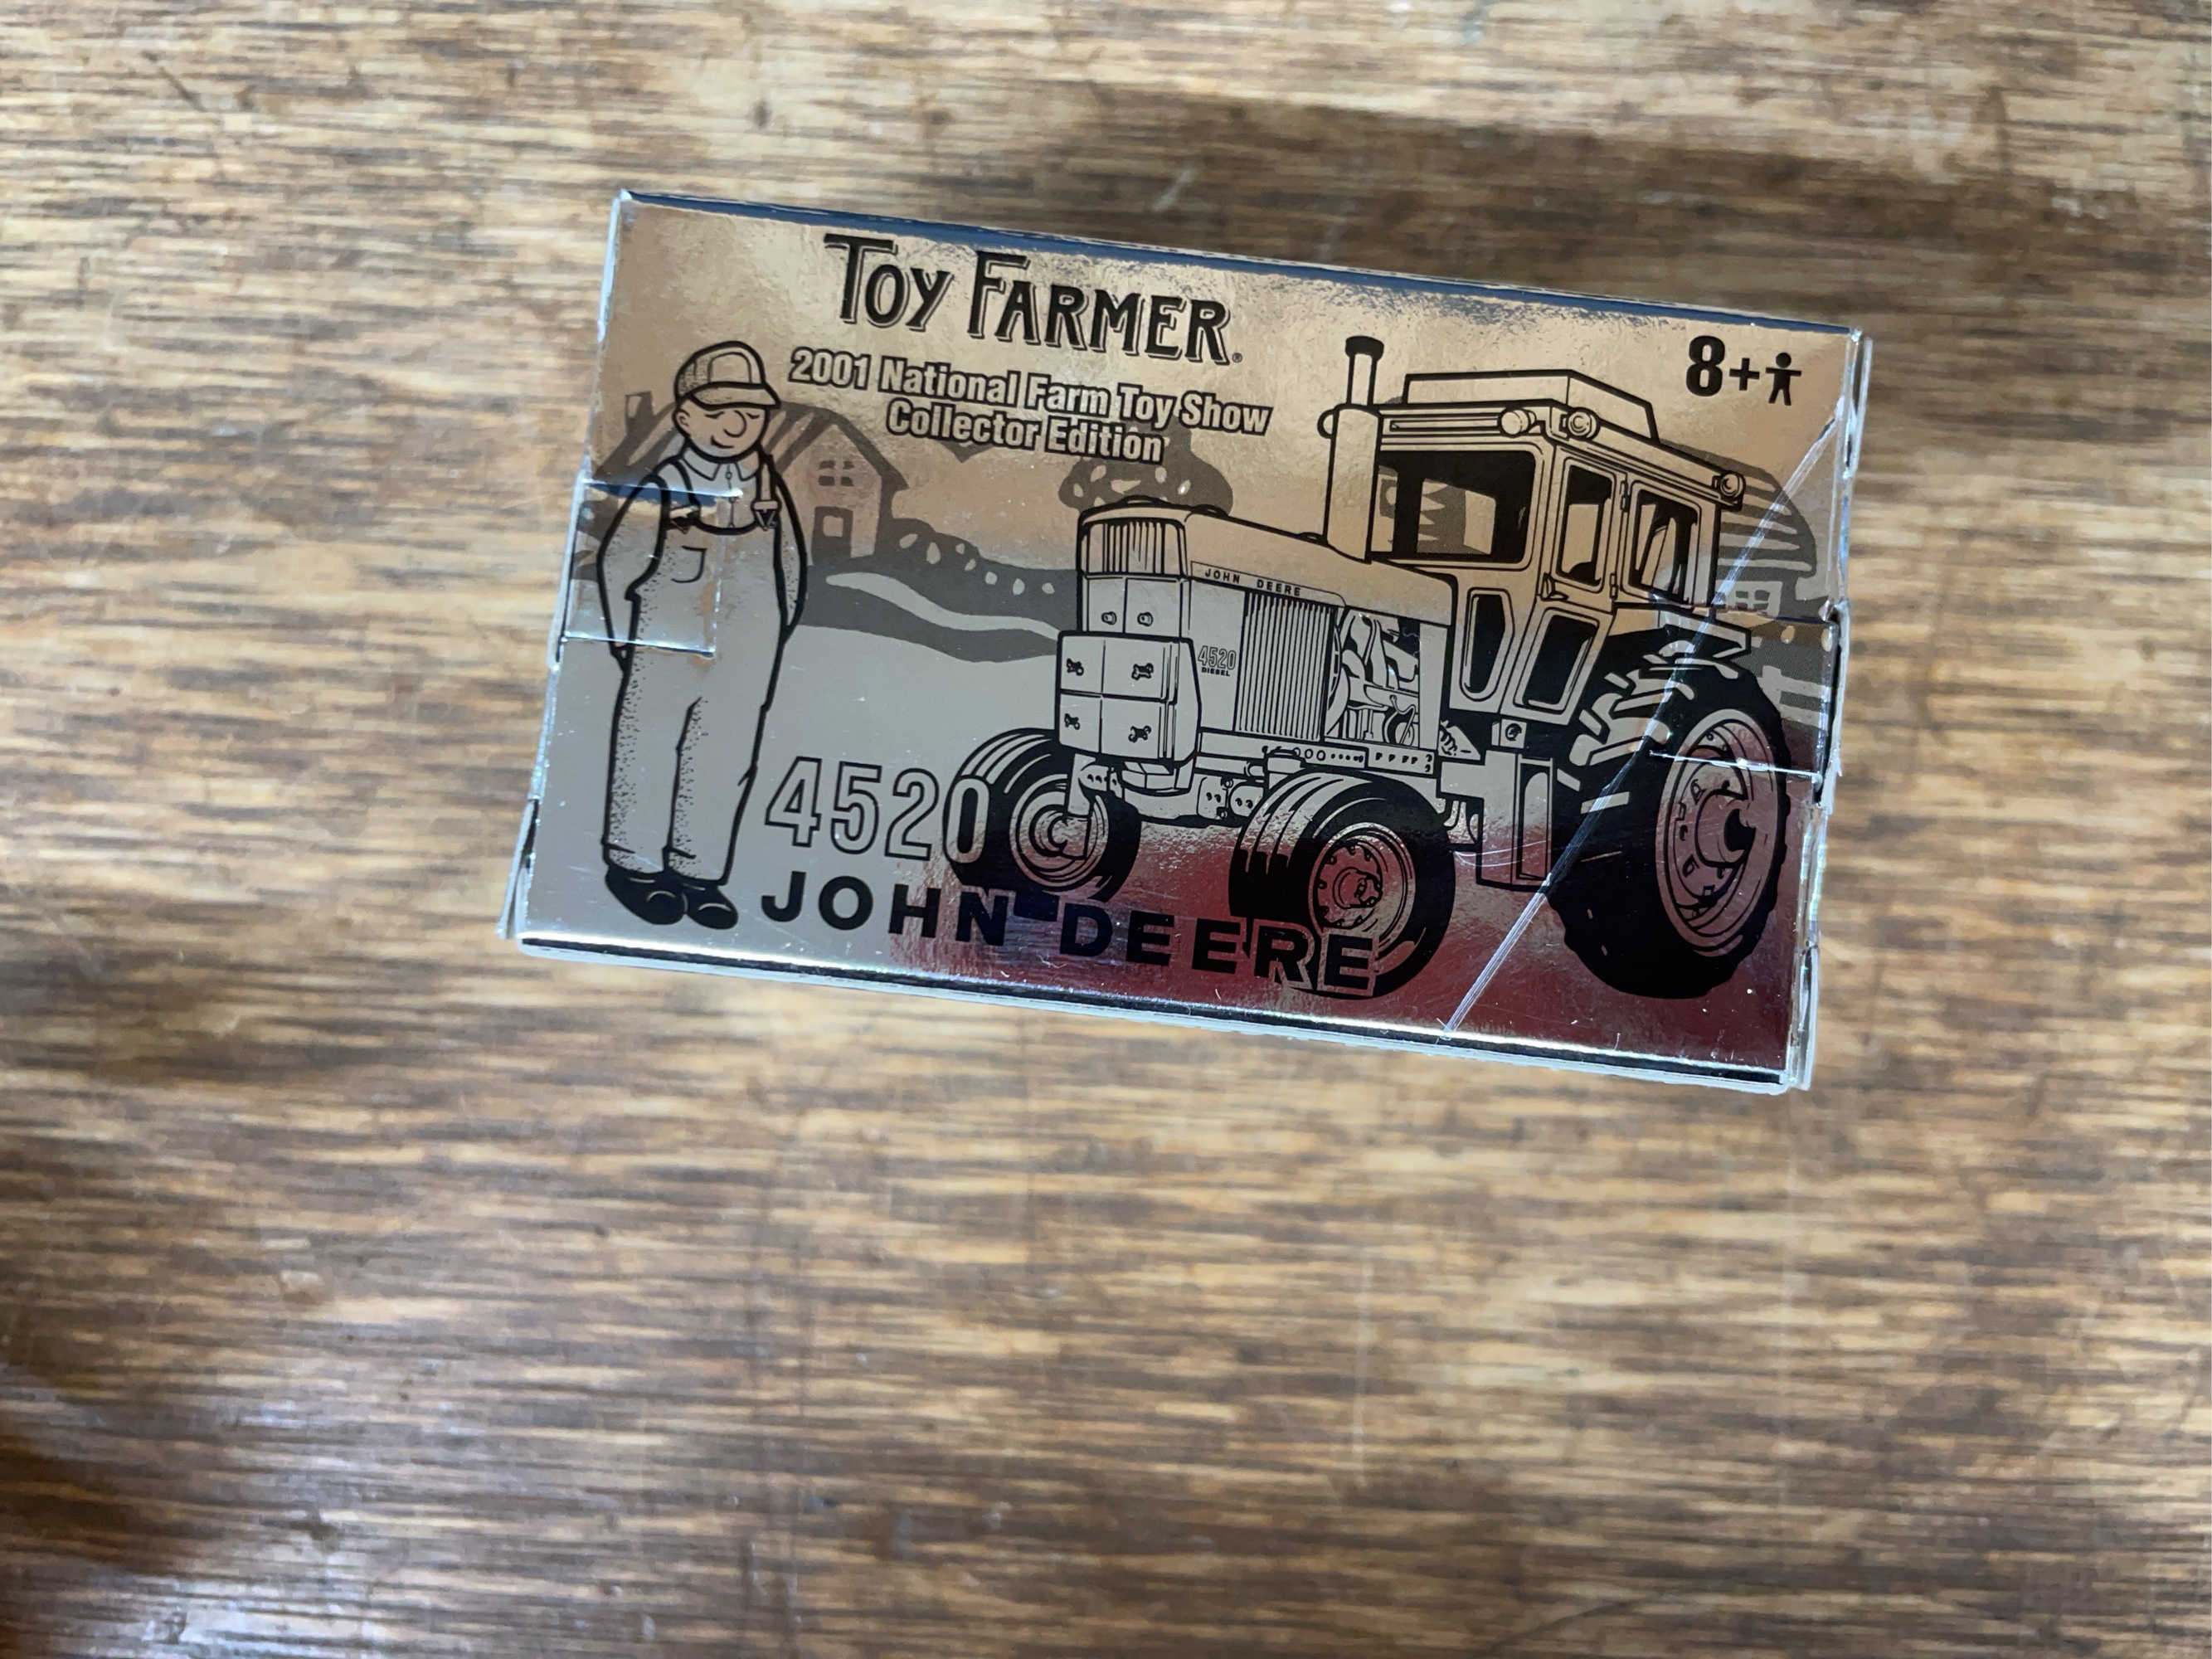 TOY FARMER®
2001 National Farm Toy Show
Collector Edition
8+
JOHN DEERE
4520
DIESEL
4520
JOHN DEERE